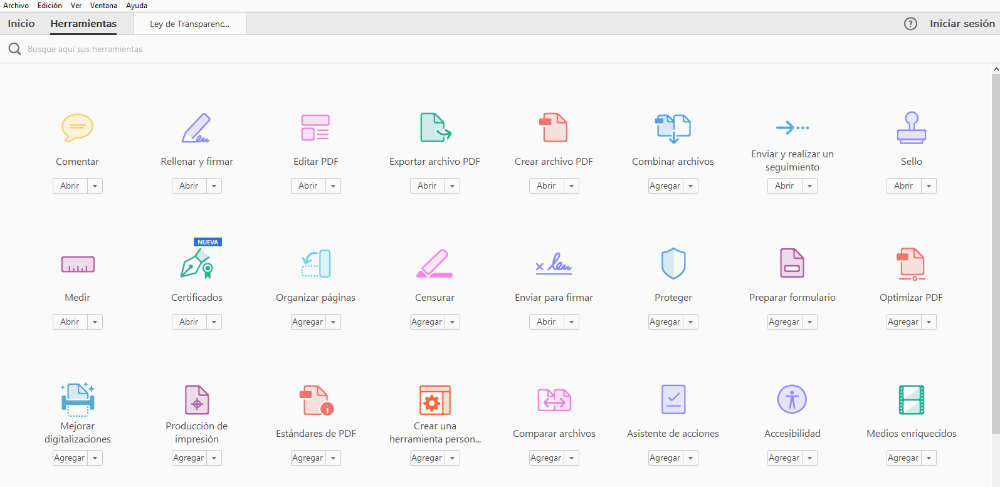 Archivo Edición Ver Ventana Ayuda
Inicio Herramientas Ley de Transparenc... ? Iniciar sesión
Busque aquí sus herramientas
Comentar
Abrir
Rellenar y firmar
Abrir
Editar PDF
Abrir
Exportar archivo PDF
Abrir
Crear archivo PDF
Abrir
Combinar archivos
Agregar
Enviar y realizar un
seguimiento
Abrir
Sello
Abrir
Medir
Abrir
NUEVA
Certificados
Abrir
Organizar páginas
Agregar
Censurar
Agregar
Enviar para firmar
Abrir
Proteger
Agregar
Preparar formulario
Agregar
Optimizar PDF
Agregar
Mejorar
digitalizaciones
Agregar
Producción de
impresión
Agregar
Estándares de PDF
Agregar
Crear una
herramienta person...
Agregar
Comparar archivos
Agregar
Asistente de acciones
Agregar
Accesibilidad
Agregar
Medios enriquecidos
Agregar